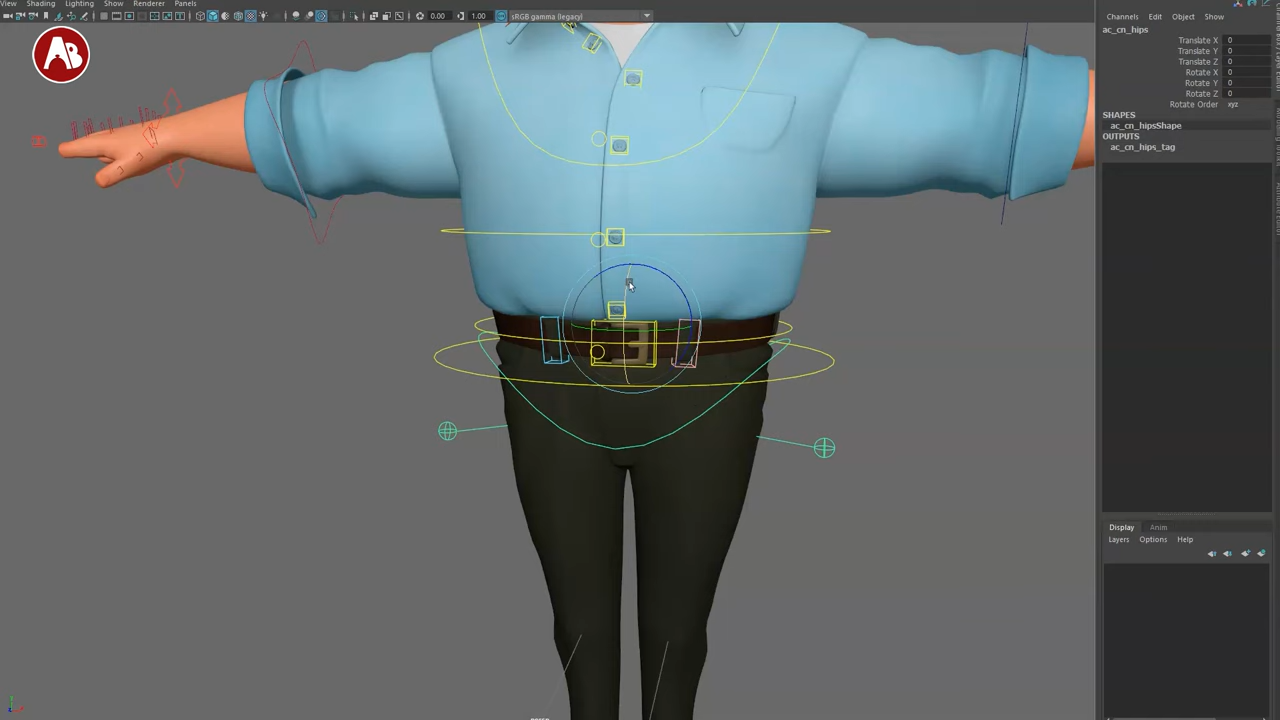 View Shading Lighting Show Renderer Panels
0.00 1.00 sRGB gamma (legacy)
AB
Channels Edit Object Show
ac_cn_hips
Translate X 0
Translate Y 0
Translate Z 0
Rotate X 0
Rotate Y 0
Rotate Z 0
Rotate Order xyz
SHAPES
ac_cn_hipsShape
OUTPUTS
ac_cn_hips_tag
Display Anim
Layers Options Help